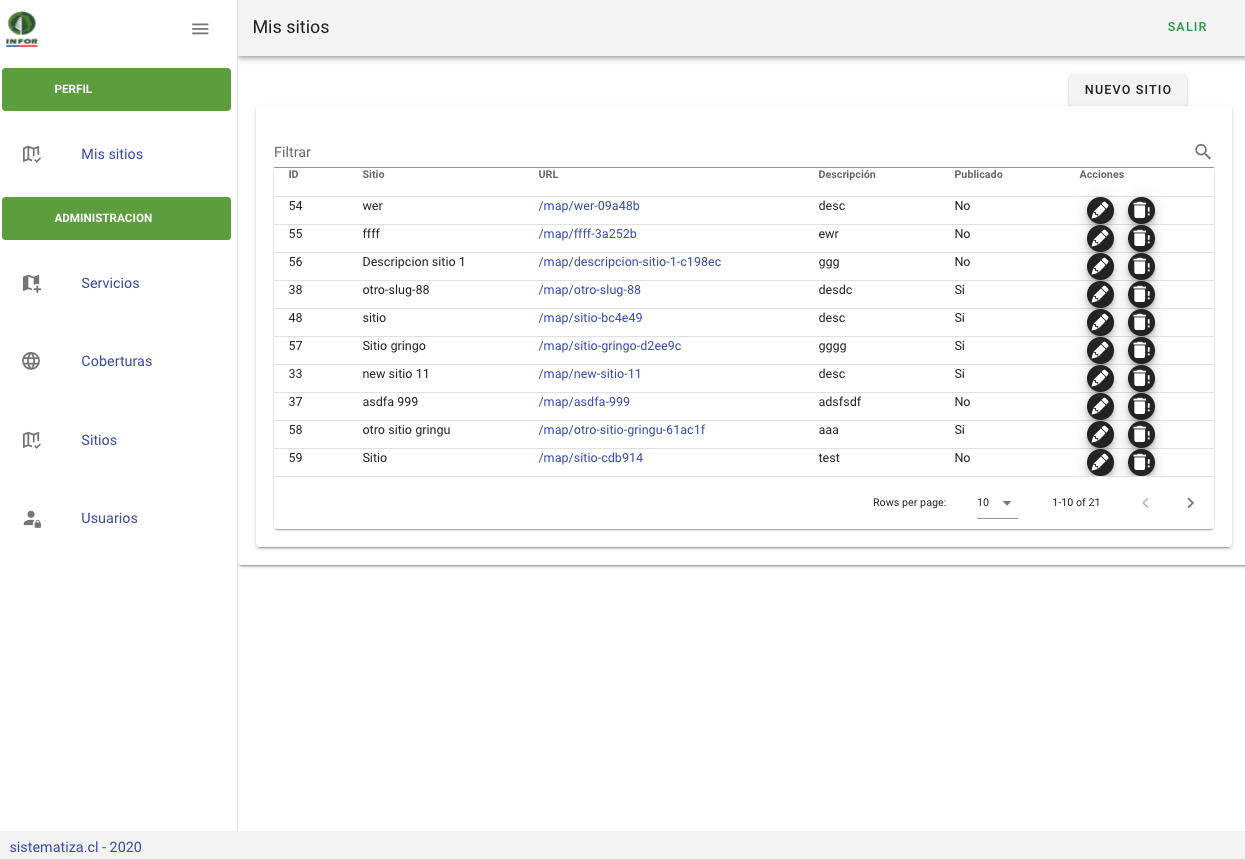 INFOR
Mis sitios
SALIR
PERFIL
Mis sitios
ADMINISTRACION
Servicios
Coberturas
Sitios
Usuarios
NUEVO SITIO
Filtrar
ID Sitio URL Descripción Publicado Acciones
54 wer /map/wer-09a48b desc No
55 ffff /map/ffff-3a252b ewr No
56 Descripcion sitio 1 /map/descripcion-sitio-1-c198ec ggg No
38 otro-slug-88 /map/otro-slug-88 desdc Si
48 sitio /map/sitio-bc4e49 desc Si
57 Sitio gringo /map/sitio-gringo-d2ee9c gggg Si
33 new sitio 11 /map/new-sitio-11 desc Si
37 asdfa 999 /map/asdfa-999 adsfsdf No
58 otro sitio gringu /map/otro-sitio-gringu-61ac1f aaa Si
59 Sitio /map/sitio-cdb914 test No
Rows per page: 10 1-10 of 21
sistematiza.cl - 2020